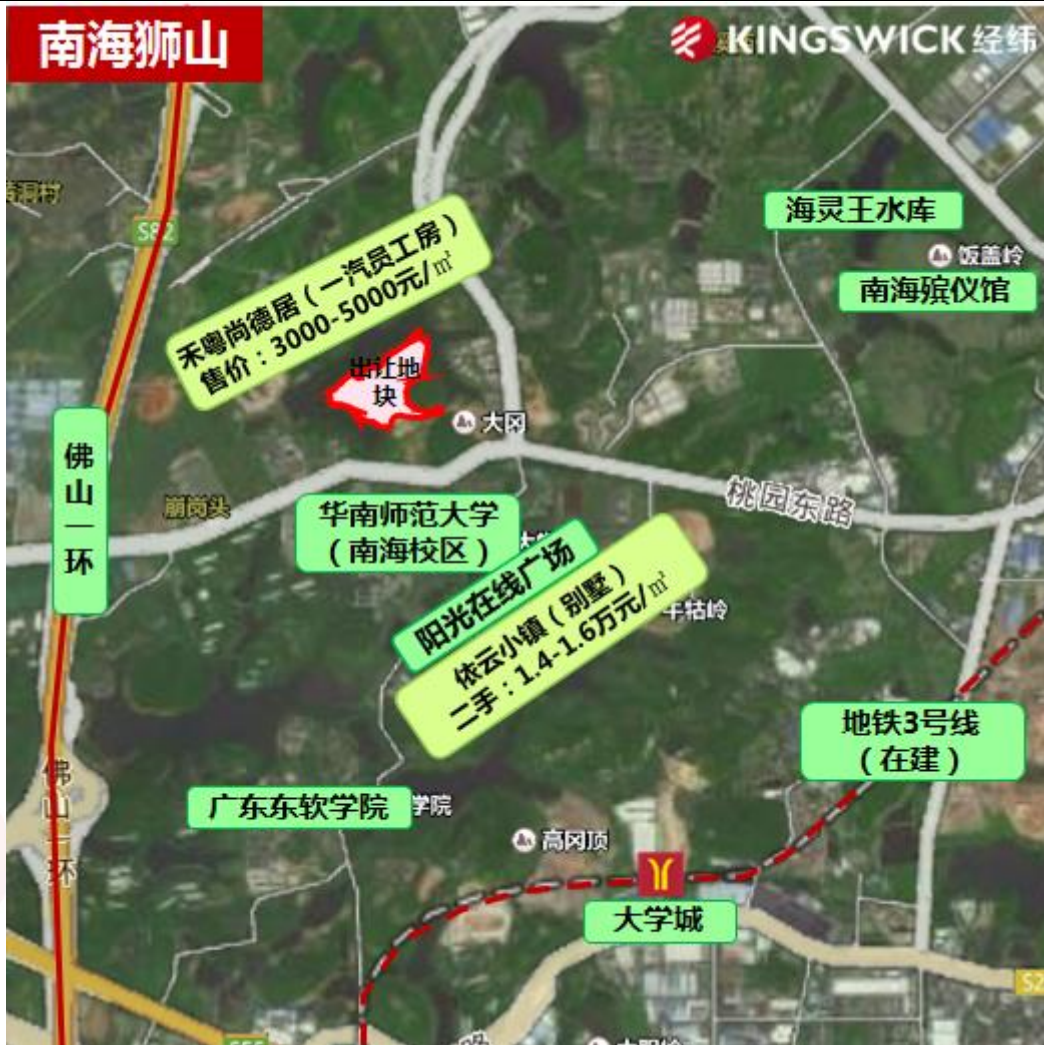 南海狮山
KINGSWICK 经纬
海灵王水库
S82
饭盖岭
南海殡仪馆
禾粤尚德居（一汽员工房）
售价：3000-5000元/㎡
出让地
块
大冈
佛
山
一
环
崩岗头
桃园东路
华南师范大学
（南海校区）
阳光在线广场
依云小镇（别墅）
二手：1.4-1.6万元/㎡
牛牯岭
地铁3号线
（在建）
佛山一环
广东东软学院
学院
高冈顶
大学城